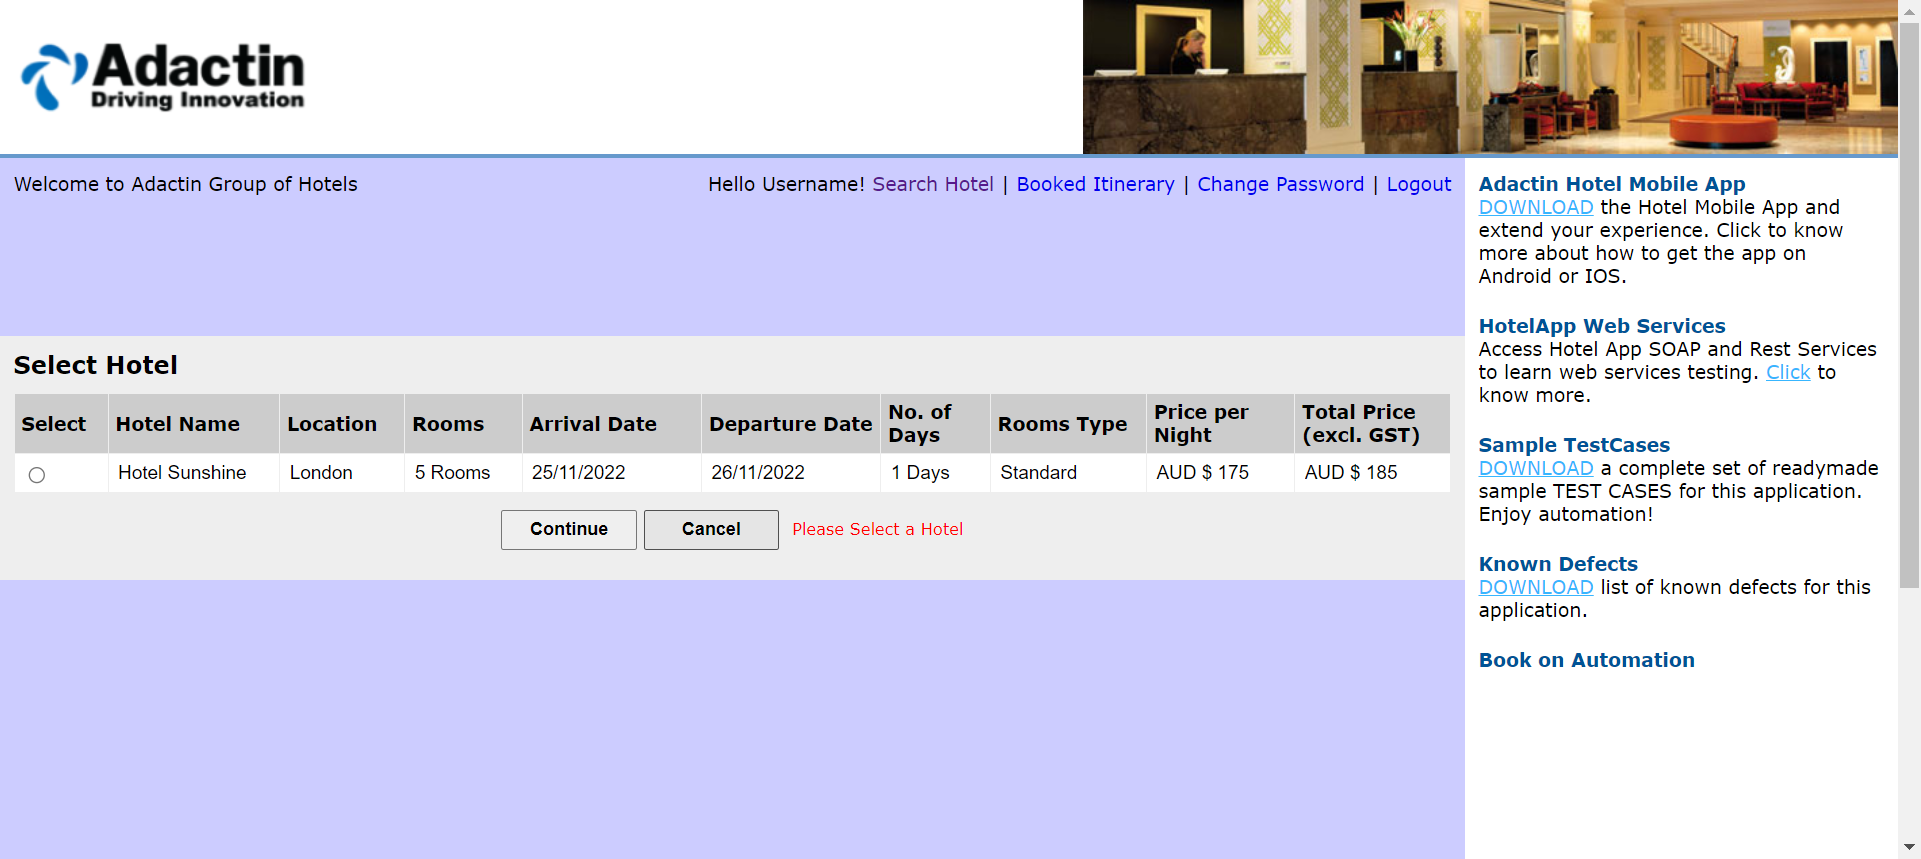 Adactin
Driving Innovation
Welcome to Adactin Group of Hotels
Hello Username! Search Hotel | Booked Itinerary | Change Password | Logout
Select Hotel
Select Hotel Name Location Rooms Arrival Date Departure Date No. of Days Rooms Type Price per Night Total Price (excl. GST)
Hotel Sunshine London 5 Rooms 25/11/2022 26/11/2022 1 Days Standard AUD $ 175 AUD $ 185
Continue Cancel Please Select a Hotel
Adactin Hotel Mobile App
DOWNLOAD the Hotel Mobile App and
extend your experience. Click to know
more about how to get the app on
Android or IOS.
HotelApp Web Services
Access Hotel App SOAP and Rest Services
to learn web services testing. Click to
know more.
Sample TestCases
DOWNLOAD a complete set of readymade
sample TEST CASES for this application.
Enjoy automation!
Known Defects
DOWNLOAD list of known defects for this
application.
Book on Automation